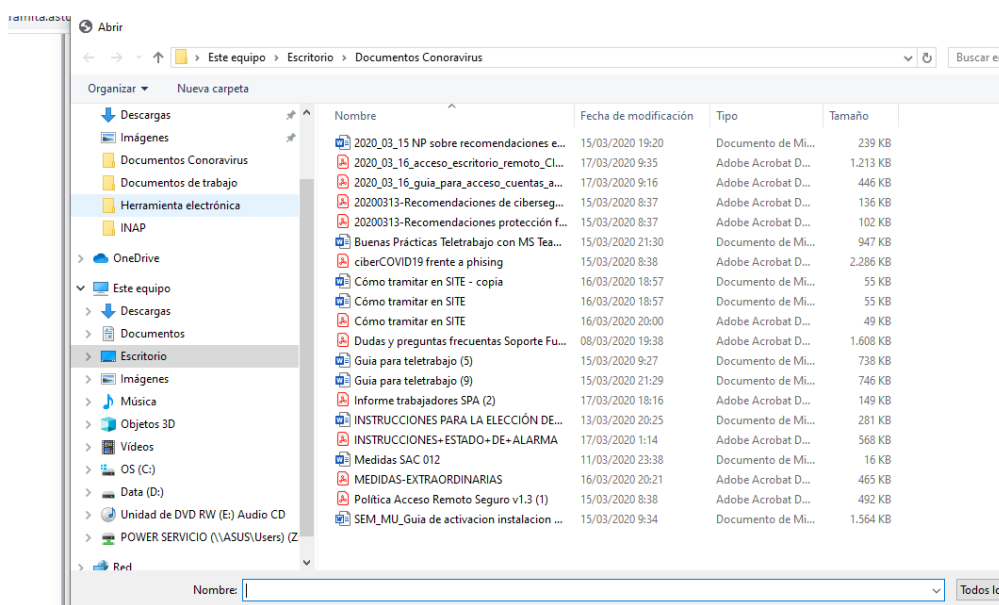 Abrir
Este equipo > Escritorio > Documentos Conoravirus
Buscar e
Organizar
Nueva carpeta
Descargas
Imágenes
Documentos Conoravirus
Documentos de trabajo
Herramienta electrónica
INAP
OneDrive
Este equipo
Descargas
Documentos
Escritorio
Imágenes
Música
Objetos 3D
Vídeos
OS (C:)
Data (D:)
Unidad de DVD RW (E:) Audio CD
POWER SERVICIO (\\ASUS\Users) (Z
Red
Nombre Fecha de modificación Tipo Tamaño
2020_03_15 NP sobre recomendaciones e... 15/03/2020 19:20 Documento de Mi... 239 KB
2020_03_16_acceso_escritorio_remoto_Cl... 17/03/2020 9:35 Adobe Acrobat D... 1.213 KB
2020_03_16_guia_para_acceso_cuentas_a... 17/03/2020 9:16 Adobe Acrobat D... 446 KB
20200313-Recomendaciones de ciberseg... 15/03/2020 8:37 Adobe Acrobat D... 136 KB
20200313-Recomendaciones protección f... 15/03/2020 8:37 Adobe Acrobat D... 102 KB
Buenas Prácticas Teletrabajo con MS Tea... 15/03/2020 21:30 Documento de Mi... 947 KB
ciberCOVID19 frente a phising 15/03/2020 8:38 Adobe Acrobat D... 2.286 KB
Cómo tramitar en SITE - copia 16/03/2020 18:57 Documento de Mi... 55 KB
Cómo tramitar en SITE 16/03/2020 18:57 Documento de Mi... 55 KB
Cómo tramitar en SITE 16/03/2020 20:00 Adobe Acrobat D... 49 KB
Dudas y preguntas frecuentas Soporte Fu... 08/03/2020 19:38 Adobe Acrobat D... 1.608 KB
Guia para teletrabajo (5) 15/03/2020 9:27 Documento de Mi... 738 KB
Guia para teletrabajo (9) 15/03/2020 21:29 Documento de Mi... 746 KB
Informe trabajadores SPA (2) 17/03/2020 18:16 Adobe Acrobat D... 149 KB
INSTRUCCIONES PARA LA ELECCIÓN DE... 13/03/2020 20:25 Documento de Mi... 281 KB
INSTRUCCIONES+ESTADO+DE+ALARMA 17/03/2020 1:14 Adobe Acrobat D... 568 KB
Medidas SAC 012 11/03/2020 23:38 Documento de Mi... 16 KB
MEDIDAS-EXTRAORDINARIAS 16/03/2020 20:21 Adobe Acrobat D... 465 KB
Política Acceso Remoto Seguro v1.3 (1) 15/03/2020 8:38 Adobe Acrobat D... 492 KB
SEM_MU_Guia de activacion instalacion ... 15/03/2020 9:34 Documento de Mi... 1.564 KB
Nombre:
Todos lo